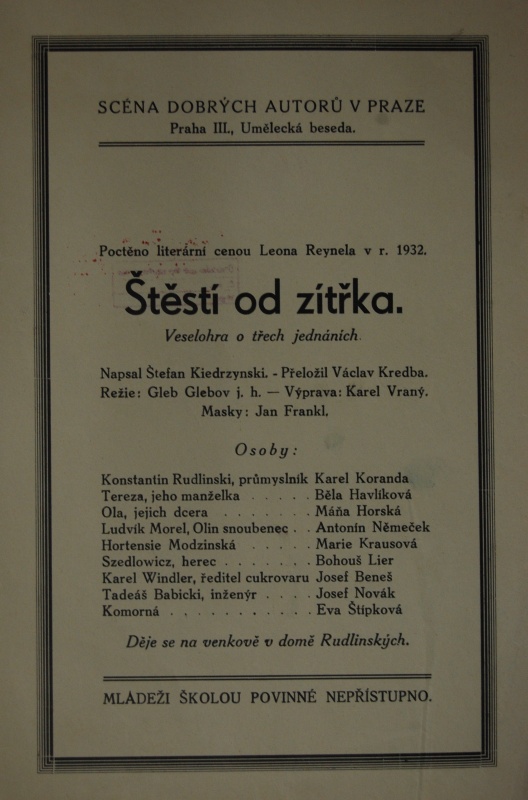 SCÉNA DOBRÝCH AUTORŮ V PRAZE
Praha III., Umělecká beseda.
Poctěno literární cenou Leona Reynela v r. 1932.
Štěstí od zítřka.
Veselohra o třech jednáních.
Napsal Štefan Kiedrzynski. - Přeložil Václav Kredba.
Režie: Gleb Glebov j. h. — Výprava: Karel Vraný.
Masky: Jan Frankl.
Osoby:
Konstantin Rudlinski, průmyslník Karel Koranda
Tereza, jeho manželka . . . . . Běla Havlíková
Ola, jejich dcera . . . . . . . Máňa Horská
Ludvík Morel, Olin snoubenec . . Antonín Němeček
Hortensie Modzinská . . . . . Marie Krausová
Szedlowicz, herec . . . . . . . Bohouš Lier
Karel Windler, ředitel cukrovaru Josef Beneš
Tadeáš Babicki, inženýr . . . . Josef Novák
Komorná . . . . . . . . . . . Eva Štípková
Děje se na venkově v domě Rudlinských.
MLÁDEŽI ŠKOLOU POVINNÉ NEPŘÍSTUPNO.